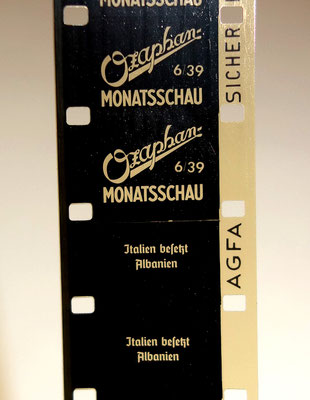 MONATSSCHAU
Ozaphan-
6/39
MONATSSCHAU
Ozaphan-
6/39
MONATSSCHAU
Italien besetzt
Albanien
Italien besetzt
Albanien
AGFA SICHER